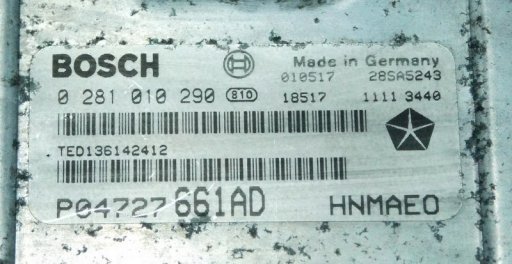 BOSCH
Made in Germany
010517 28SA5243
0 281 010 290 810 18517 1111 3440
TED136142412
P04727661AD HNMAEO